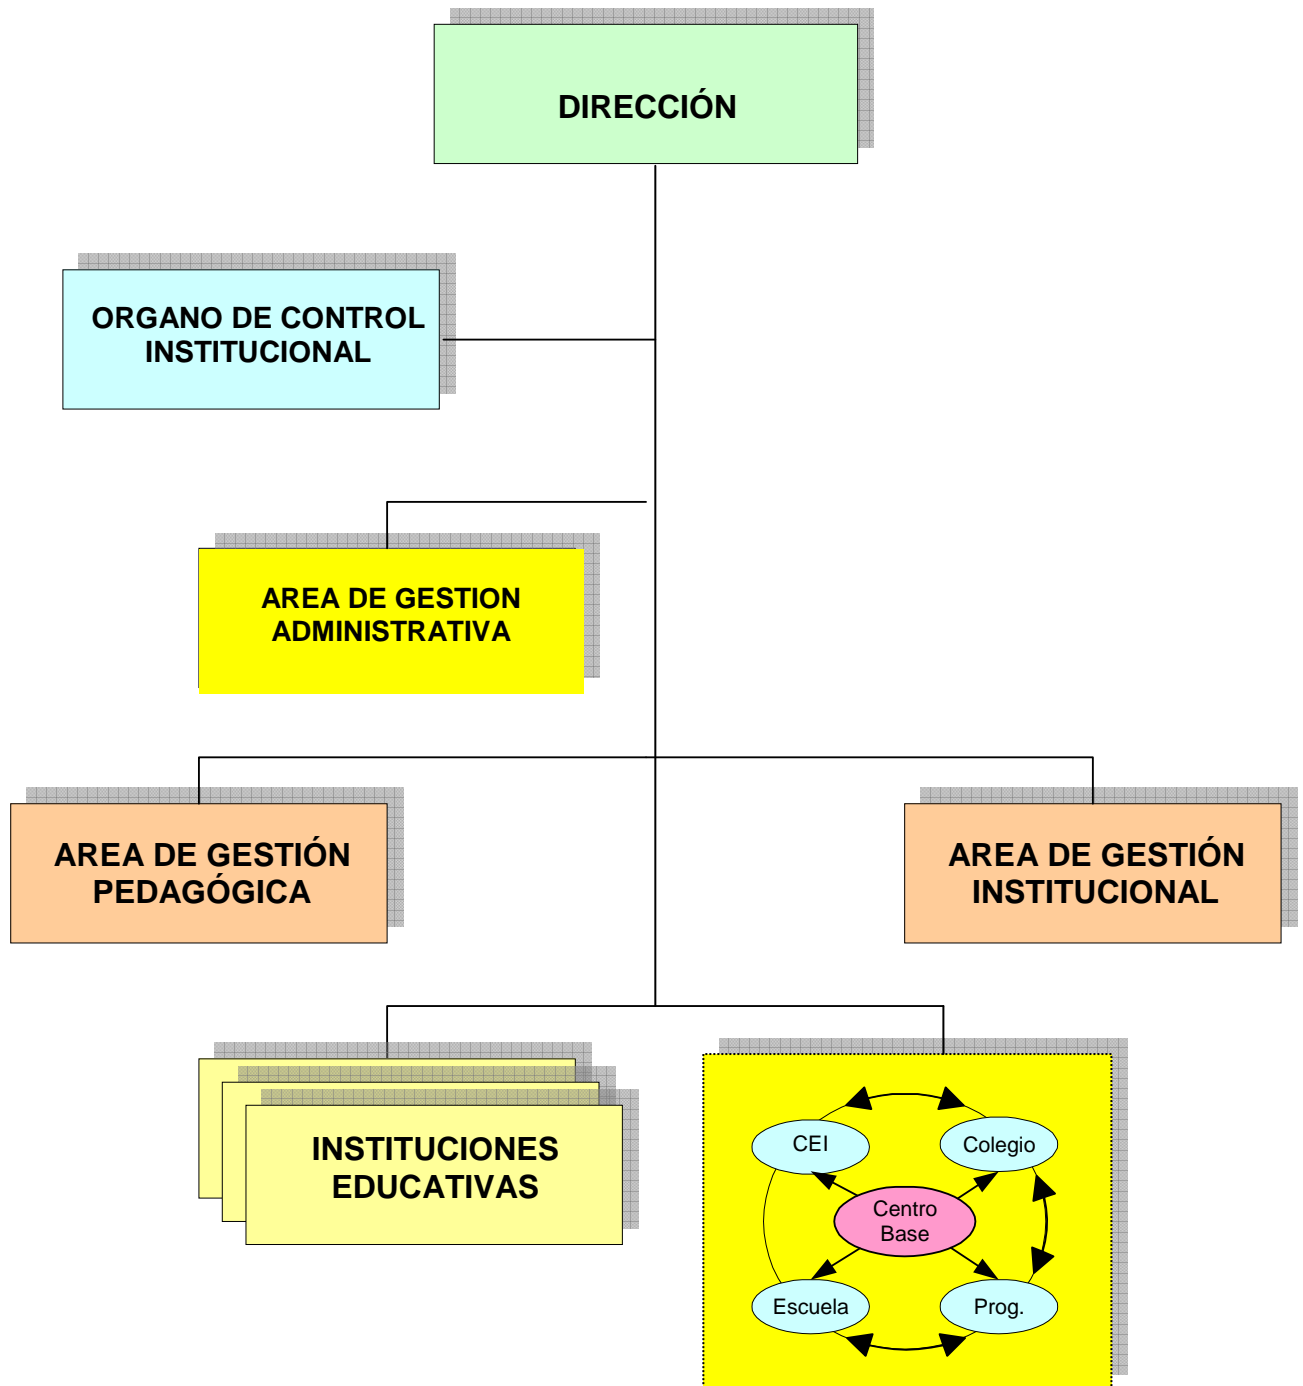 DIRECCIÓN
ORGANO DE CONTROL
INSTITUCIONAL
AREA DE GESTION
ADMINISTRATIVA
AREA DE GESTIÓN
PEDAGÓGICA
AREA DE GESTIÓN
INSTITUCIONAL
INSTITUCIONES
EDUCATIVAS
CEI
Colegio
Centro
Base
Escuela
Prog.